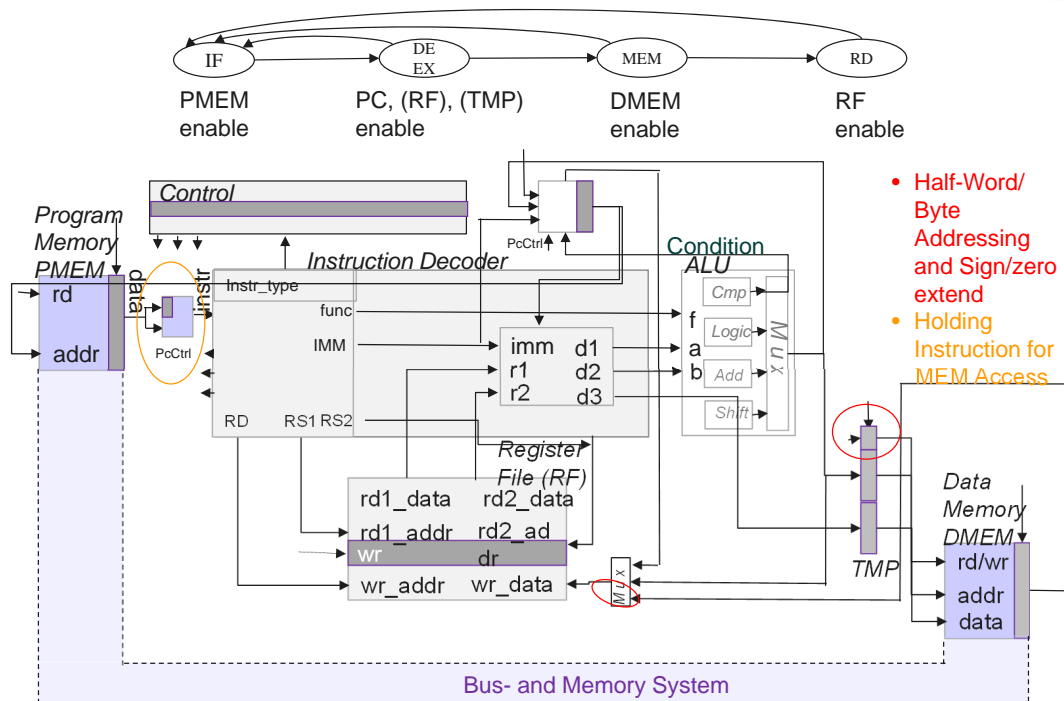 IF
DE
EX
MEM
RD
PMEM
enable
PC, (RF), (TMP)
enable
DMEM
enable
RF
enable
Control
Program
Memory
PMEM
rd
addr
data
PcCtrl
instr
Instruction Decoder
Instr_type
func
IMM
RD
RS1 RS2
PcCtrl
imm
r1
r2
d1
d2
d3
Condition
ALU
f
a
b
Cmp
Logic
Add
Shift
Mux
• Half-Word/
Byte
Addressing
and Sign/zero
extend
• Holding
Instruction for
MEM Access
Register
File (RF)
rd1_data rd2_data
rd1_addr rd2_ad
wr dr
wr_addr wr_data
Mux
TMP
Data
Memory
DMEM
rd/wr
addr
data
Bus- and Memory System